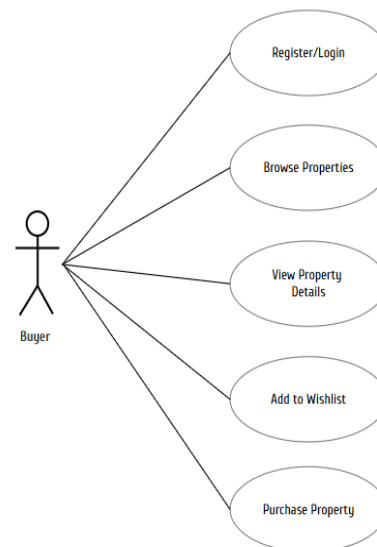 Register/Login
Browse Properties
View Property
Details
Buyer
Add to Wishlist
Purchase Property